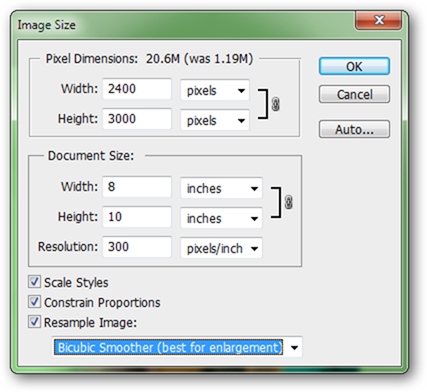 Image Size
Pixel Dimensions: 20.6M (was 1.19M)
OK
Width: 2400 pixels
Cancel
Height: 3000 pixels
Auto...
Document Size:
Width: 8 inches
Height: 10 inches
Resolution: 300 pixels/inch
Scale Styles
Constrain Proportions
Resample Image:
Bicubic Smoother (best for enlargement)